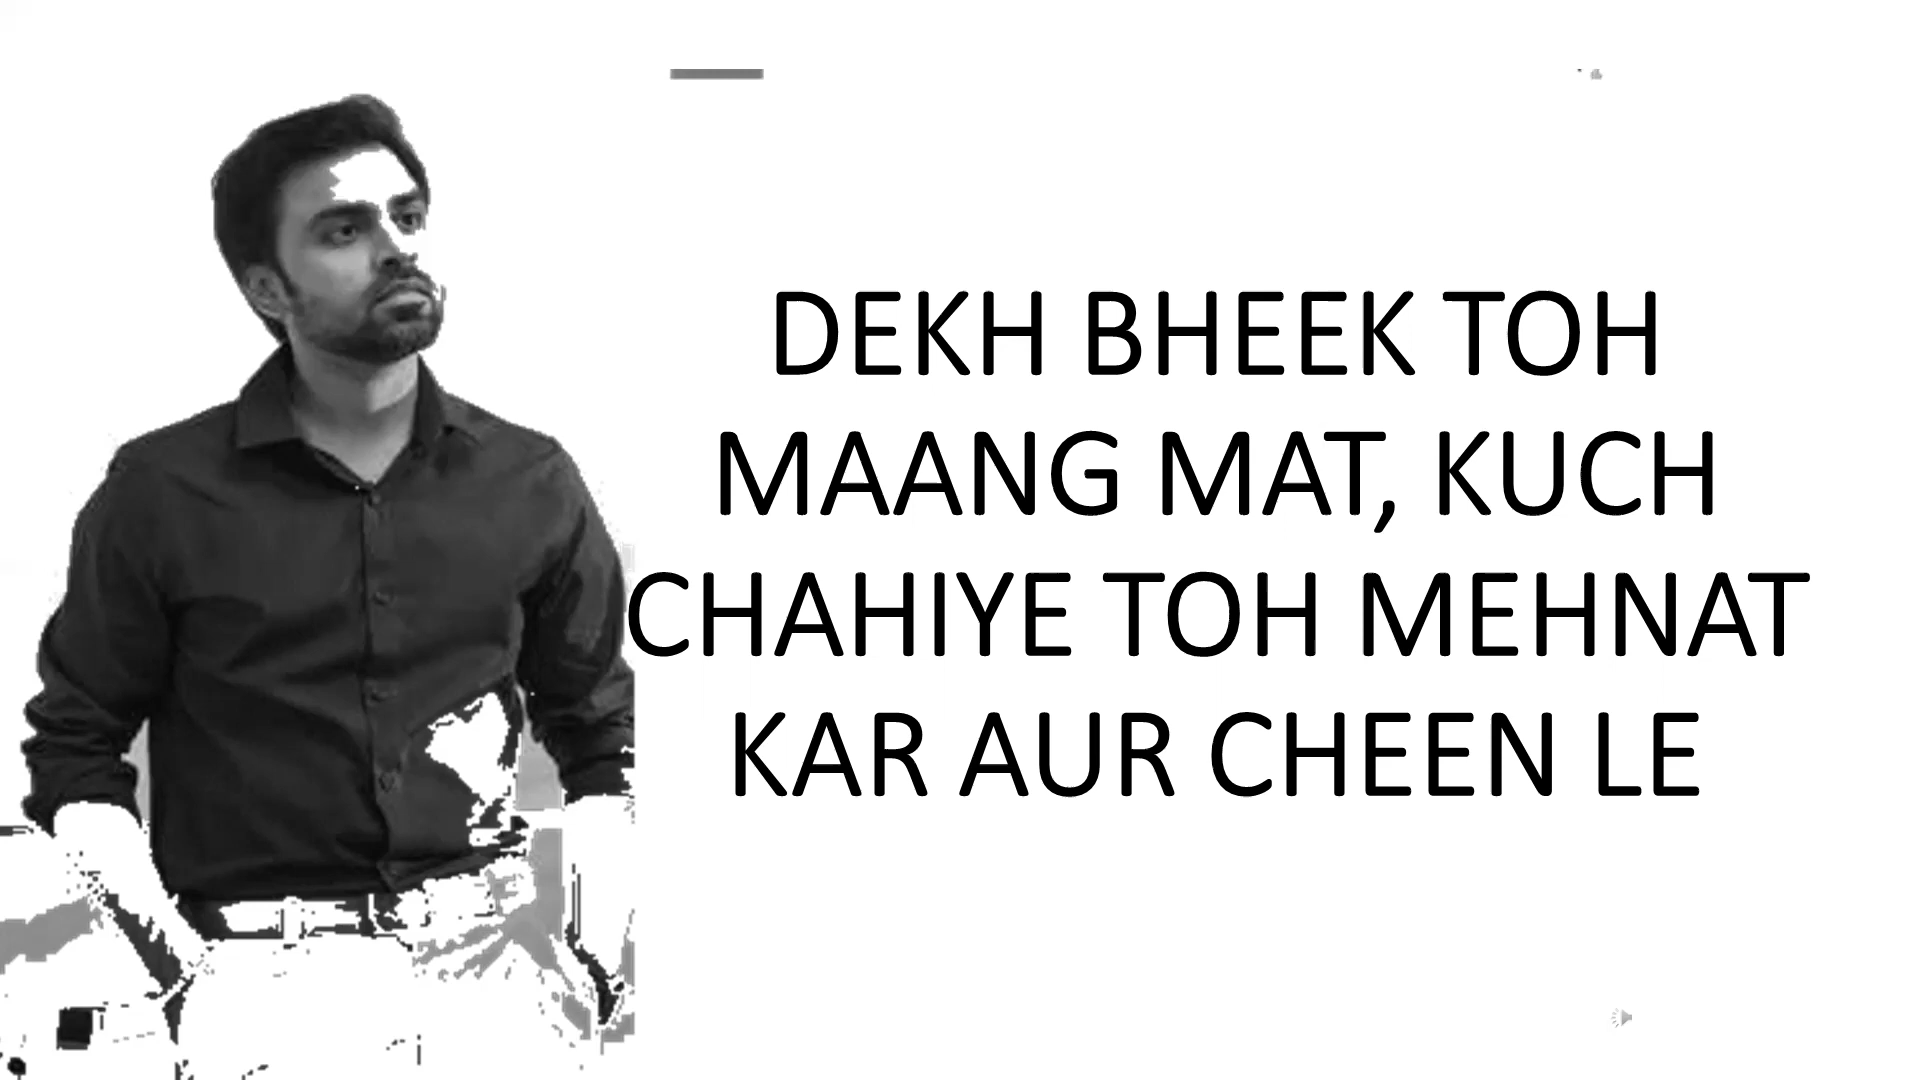 DEKH BHEEK TOH
MAANG MAT, KUCH
CHAHIYE TOH MEHNAT
KAR AUR CHEEN LE